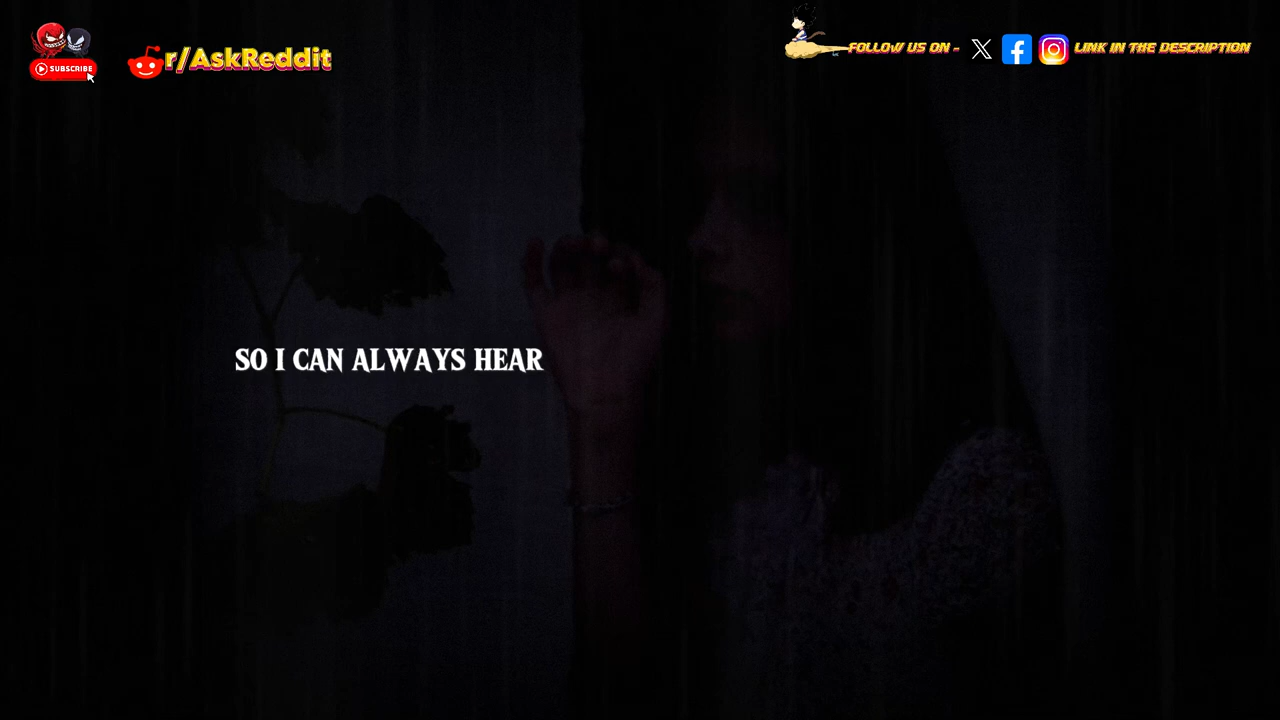 SUBSCRIBE
r/AskReddit
FOLLOW US ON -
LINK IN THE DESCRIPTION
SO I CAN ALWAYS HEAR